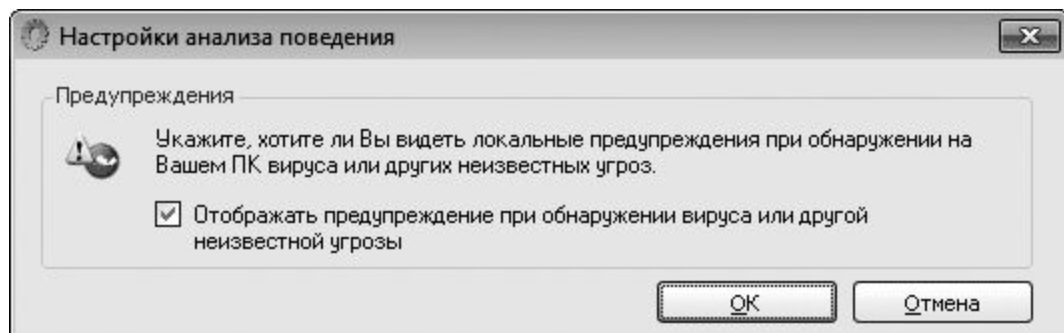 Настройки анализа поведения
Предупреждения
Укажите, хотите ли Вы видеть локальные предупреждения при обнаружении на
Вашем ПК вируса или других неизвестных угроз.
Отображать предупреждение при обнаружении вируса или другой
неизвестной угрозы
OK
Отмена